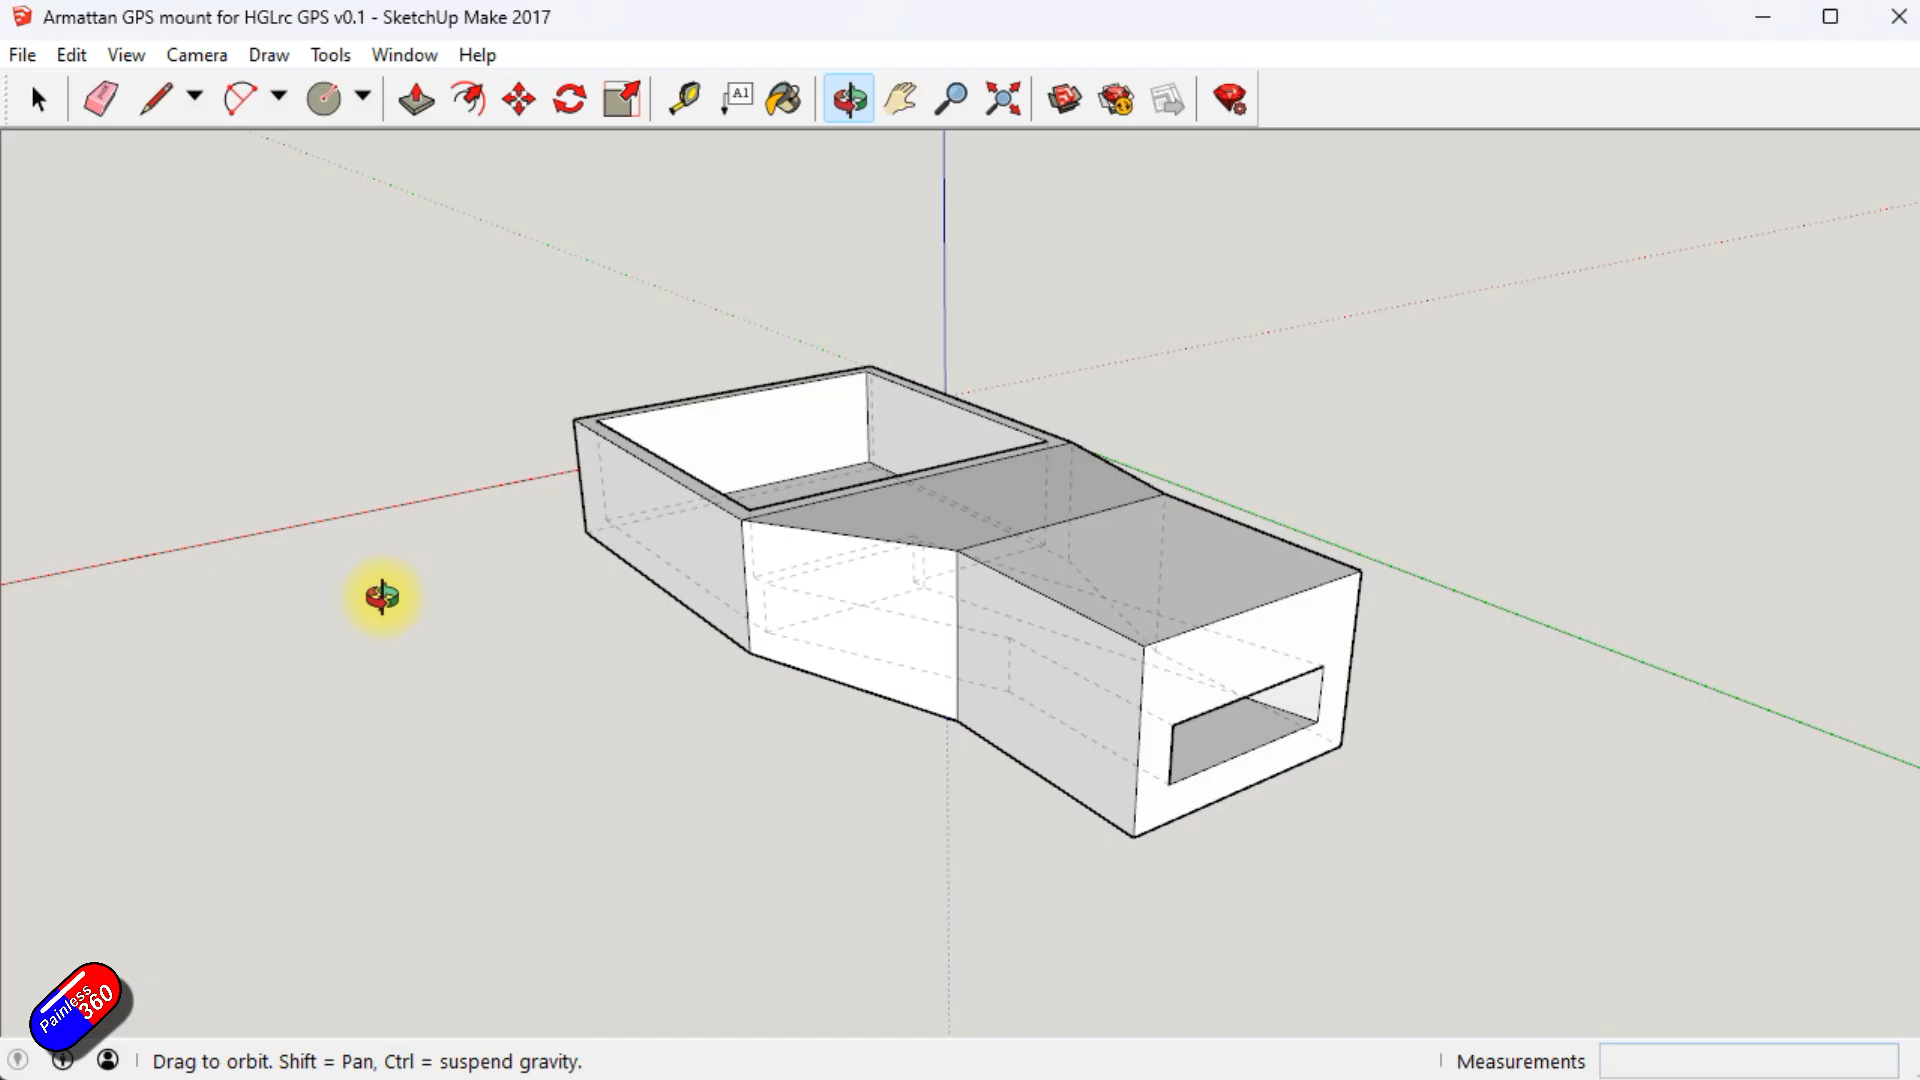 Armattan GPS mount for HGLrc GPS v0.1 - SketchUp Make 2017
File Edit View Camera Draw Tools Window Help
A1
Painless
360
Drag to orbit. Shift = Pan, Ctrl = suspend gravity.
Measurements